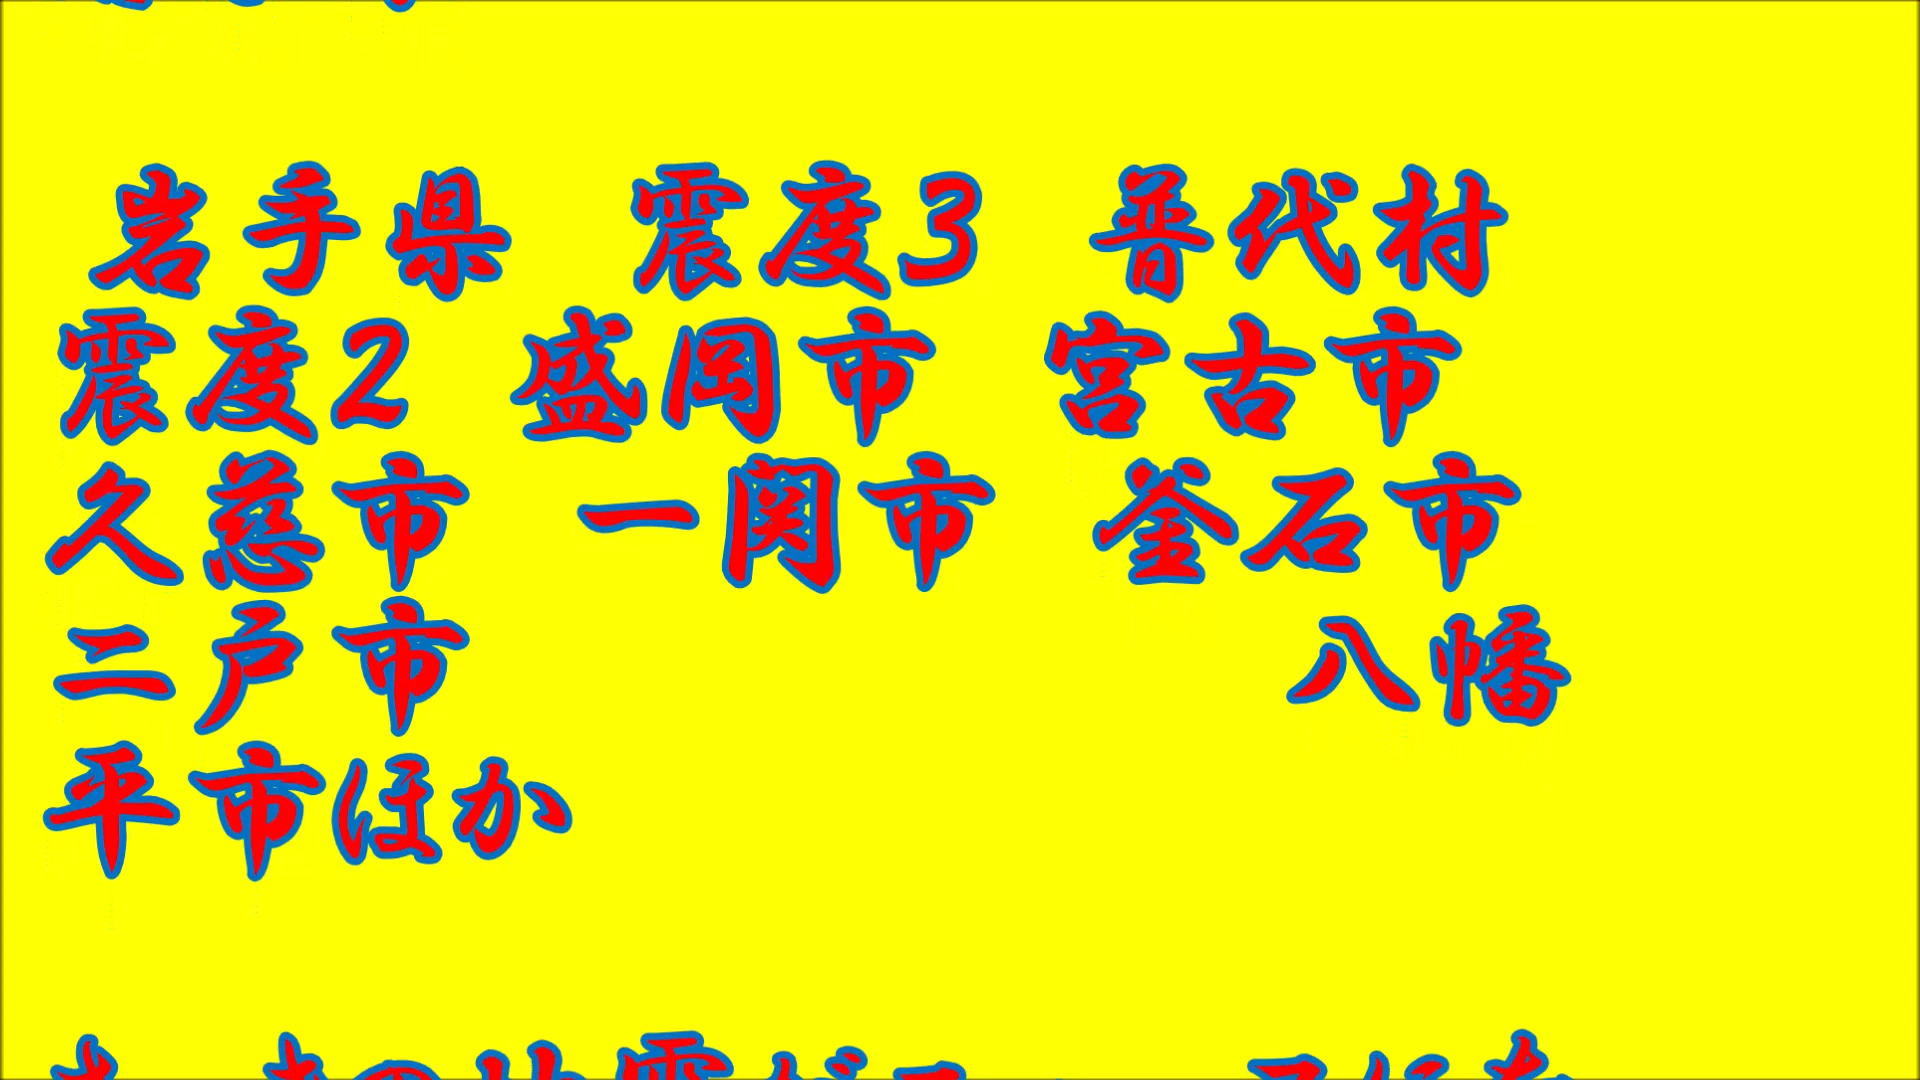 岩手県　震度3　普代村
震度2　盛岡市　宮古市
久慈市　一関市　釜石市
二戸市　八幡
平市ほか